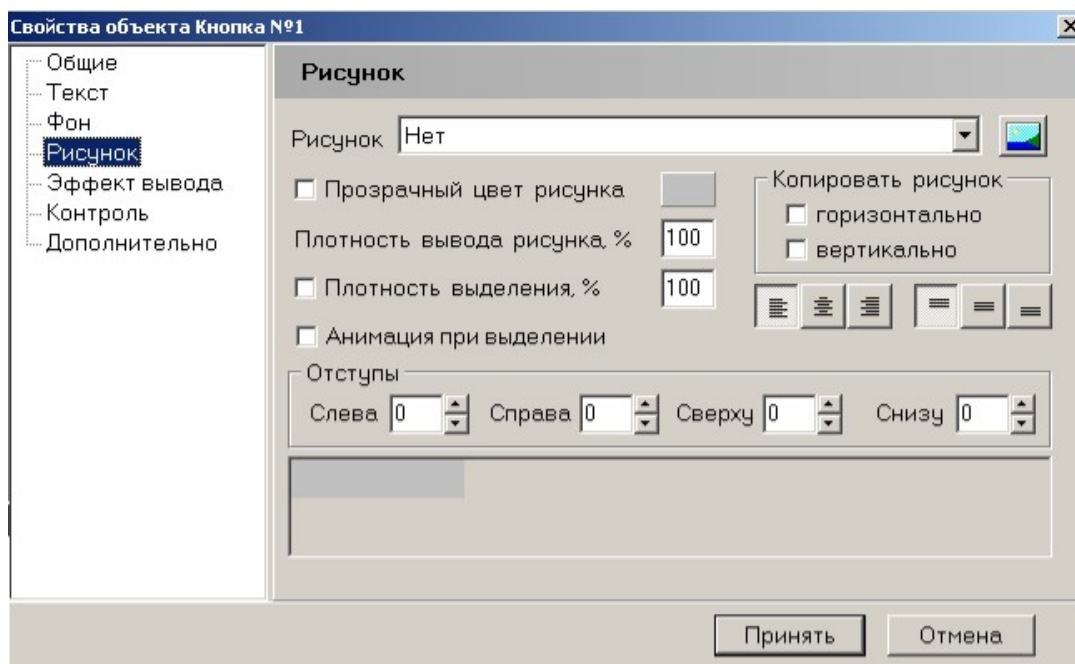 Свойства объекта Кнопка №1
Общие
Текст
Фон
Рисунок
Эффект вывода
Контроль
Дополнительно
Рисунок
Рисунок Нет
Прозрачный цвет рисунка
Плотность вывода рисунка, % 100
Плотность выделения, % 100
Анимация при выделении
Копировать рисунок
горизонтально
вертикально
Отступы
Слева 0 Справа 0 Сверху 0 Снизу 0
Принять Отмена